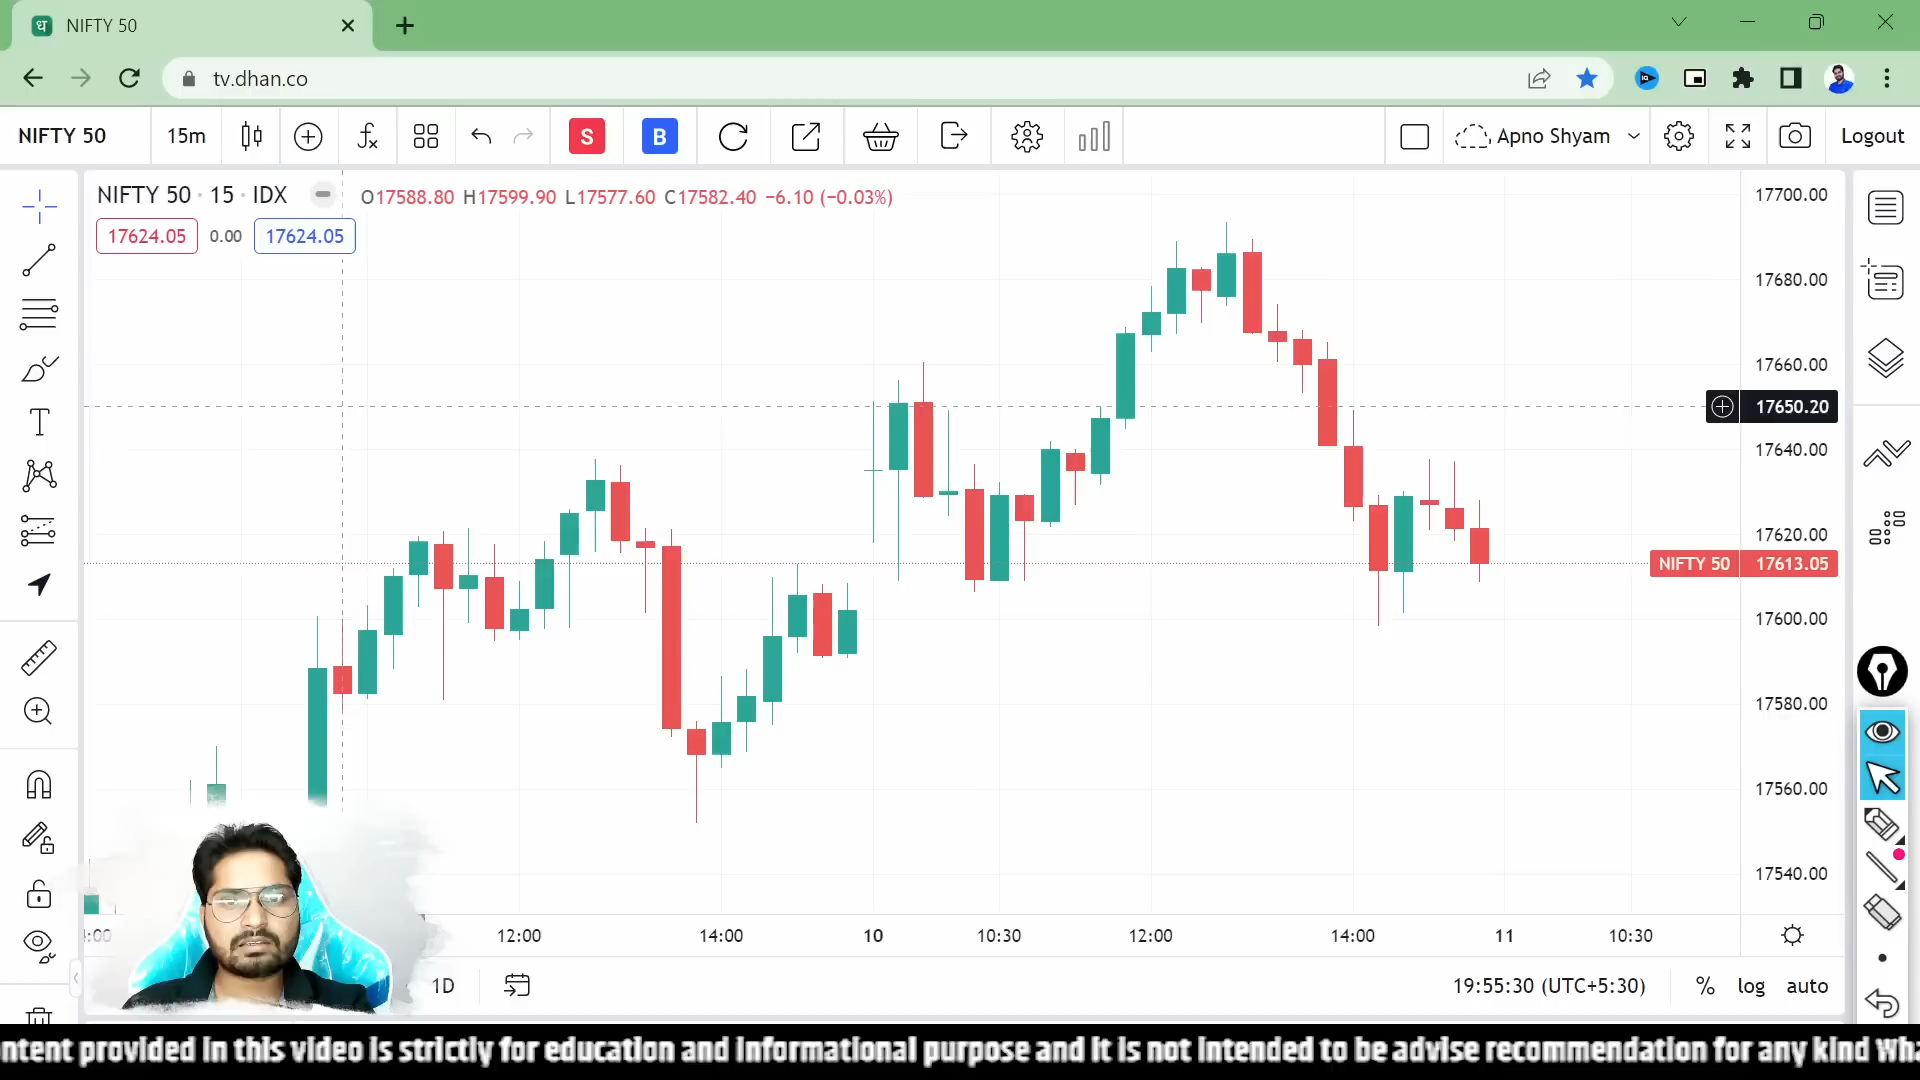 ध NIFTY 50
tv.dhan.co
NIFTY 50 15m S B Apno Shyam Logout
NIFTY 50 · 15 · IDX O17588.80 H17599.90 L17577.60 C17582.40 −6.10 (−0.03%)
17624.05 0.00 17624.05
17700.00
17680.00
17660.00
17650.20
17640.00
17620.00
NIFTY 50 17613.05
17600.00
17580.00
17560.00
17540.00
4:00 12:00 14:00 10 10:30 12:00 14:00 11 10:30
1D 19:55:30 (UTC+5:30) % log auto
ntent provided in this video is strictly for education and informational purpose and it is not intended to be advise recommendation for any kind Wha